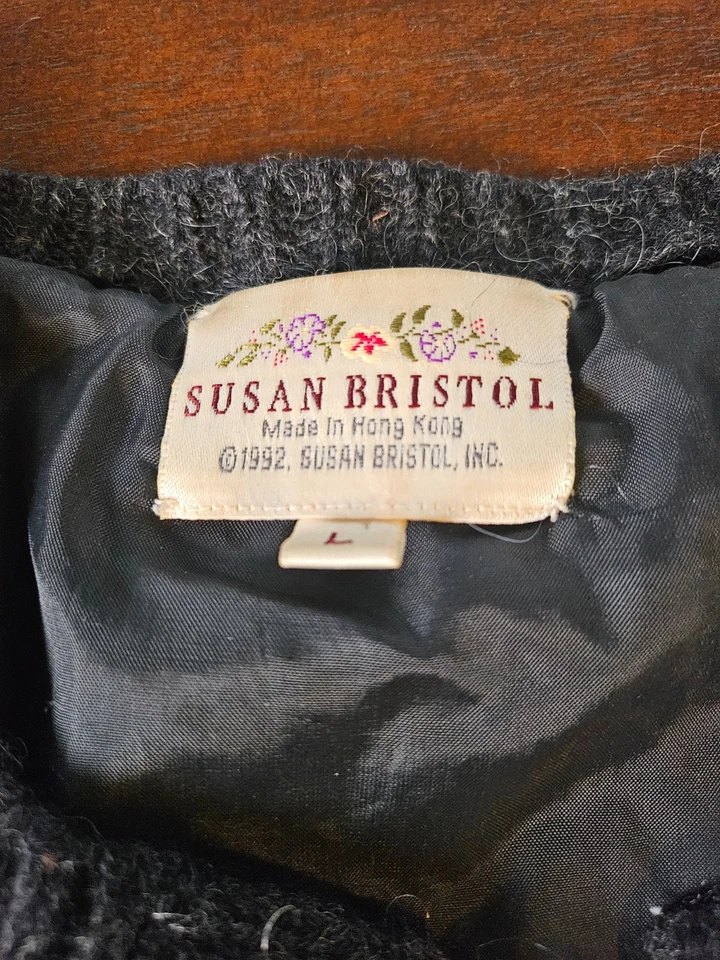 SUSAN BRISTOL
Made In Hong Kong
©1992, SUSAN BRISTOL, INC.
L